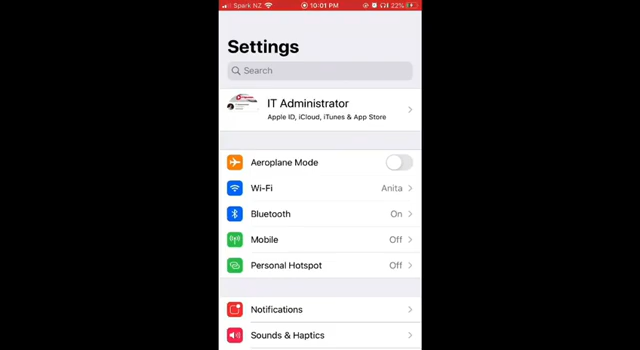 Spark NZ 10:01 PM 22%
Settings
Search
IT Administrator
Apple ID, iCloud, iTunes & App Store
Aeroplane Mode
Wi-Fi Anita
Bluetooth On
Mobile Off
Personal Hotspot Off
Notifications
Sounds & Haptics